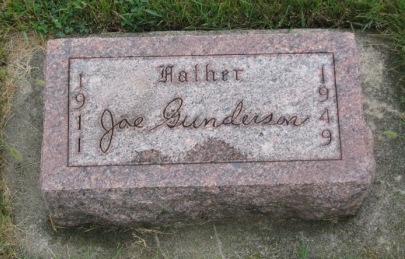 Father
1911
Joe Gunderson
1949